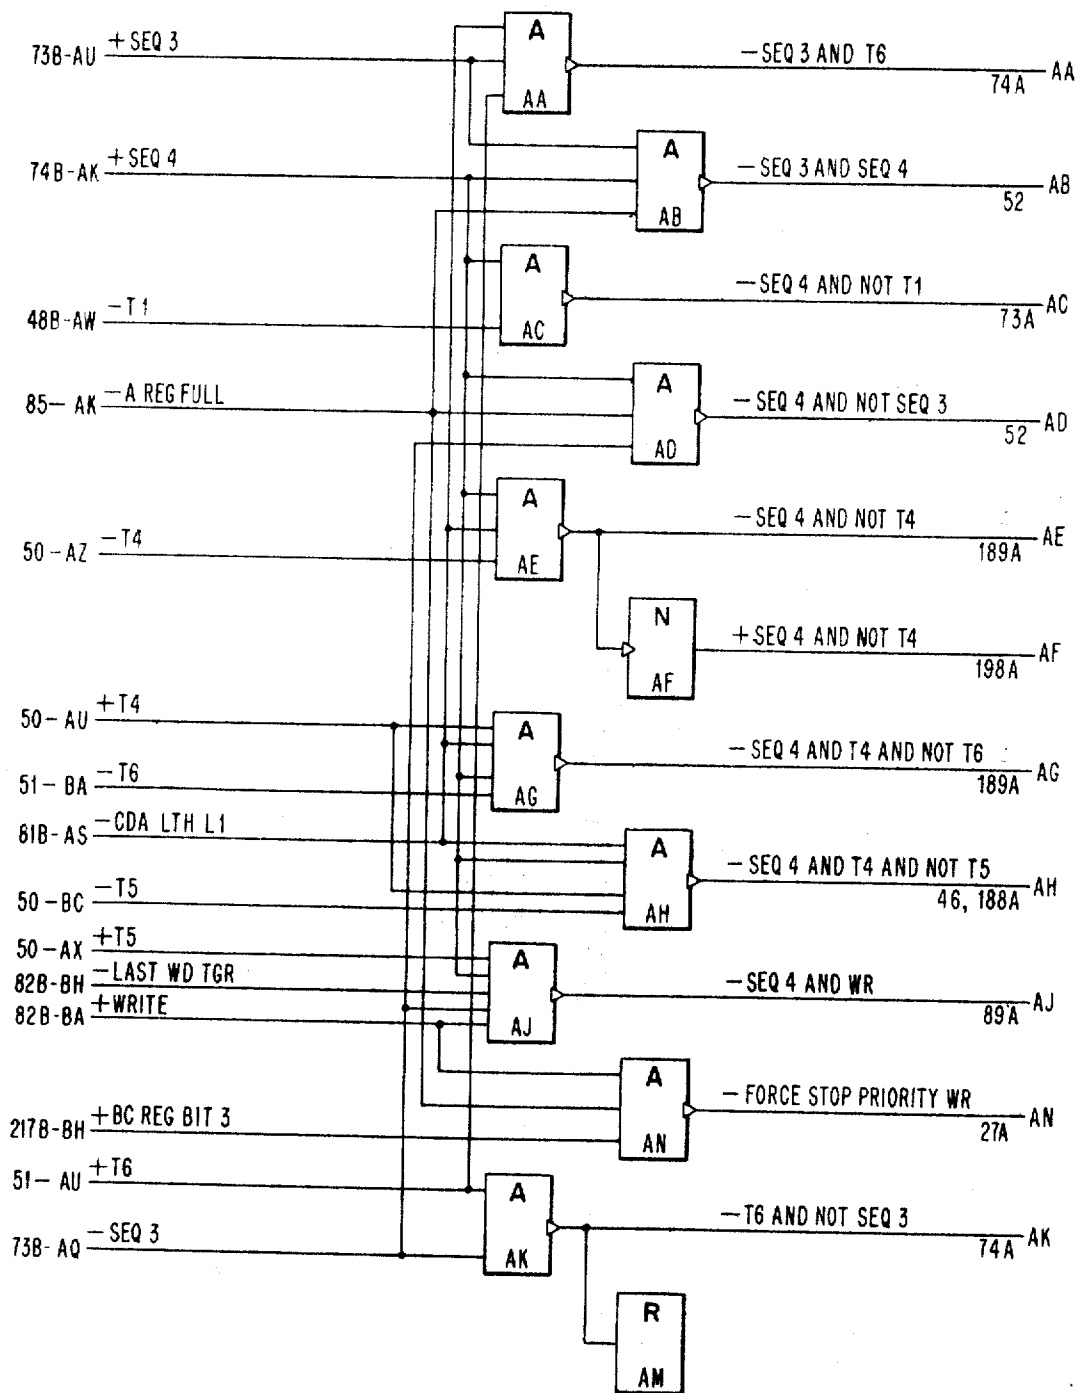 73B-AU +SEQ 3
A
AA
-SEQ 3 AND T6
74A
AA
74B-AK +SEQ 4
A
AB
-SEQ 3 AND SEQ 4
52
AB
48B-AW -T1
A
AC
-SEQ 4 AND NOT T1
73A
AC
85-AK -A REG FULL
A
AD
-SEQ 4 AND NOT SEQ 3
52
AD
50-AZ -T4
A
AE
-SEQ 4 AND NOT T4
189A
AE
N
AF
+SEQ 4 AND NOT T4
198A
AF
50-AU +T4
51-BA -T6
A
AG
-SEQ 4 AND T4 AND NOT T6
189A
AG
81B-AS -CDA LTH L1
50-BC -T5
A
AH
-SEQ 4 AND T4 AND NOT T5
46, 188A
AH
50-AX +T5
82B-BH -LAST WD TGR
82B-BA +WRITE
A
AJ
-SEQ 4 AND WR
89A
AJ
217B-BH +BC REG BIT 3
A
AN
-FORCE STOP PRIORITY WR
27A
AN
51-AU +T6
73B-AQ -SEQ 3
A
AK
-T6 AND NOT SEQ 3
74A
AK
R
AM